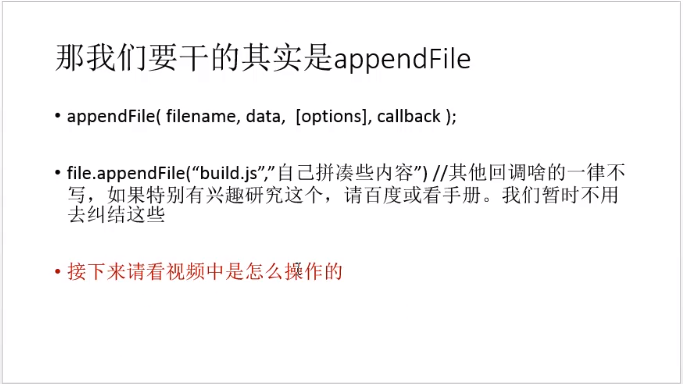 那我们要干的其实是appendFile
• appendFile( filename, data,  [options], callback );
• file.appendFile(“build.js”,”自己拼凑些内容”) //其他回调啥的一律不
写，如果特别有兴趣研究这个，请百度或看手册。我们暂时不用
去纠结这些
• 接下来请看视频中是怎么操作的